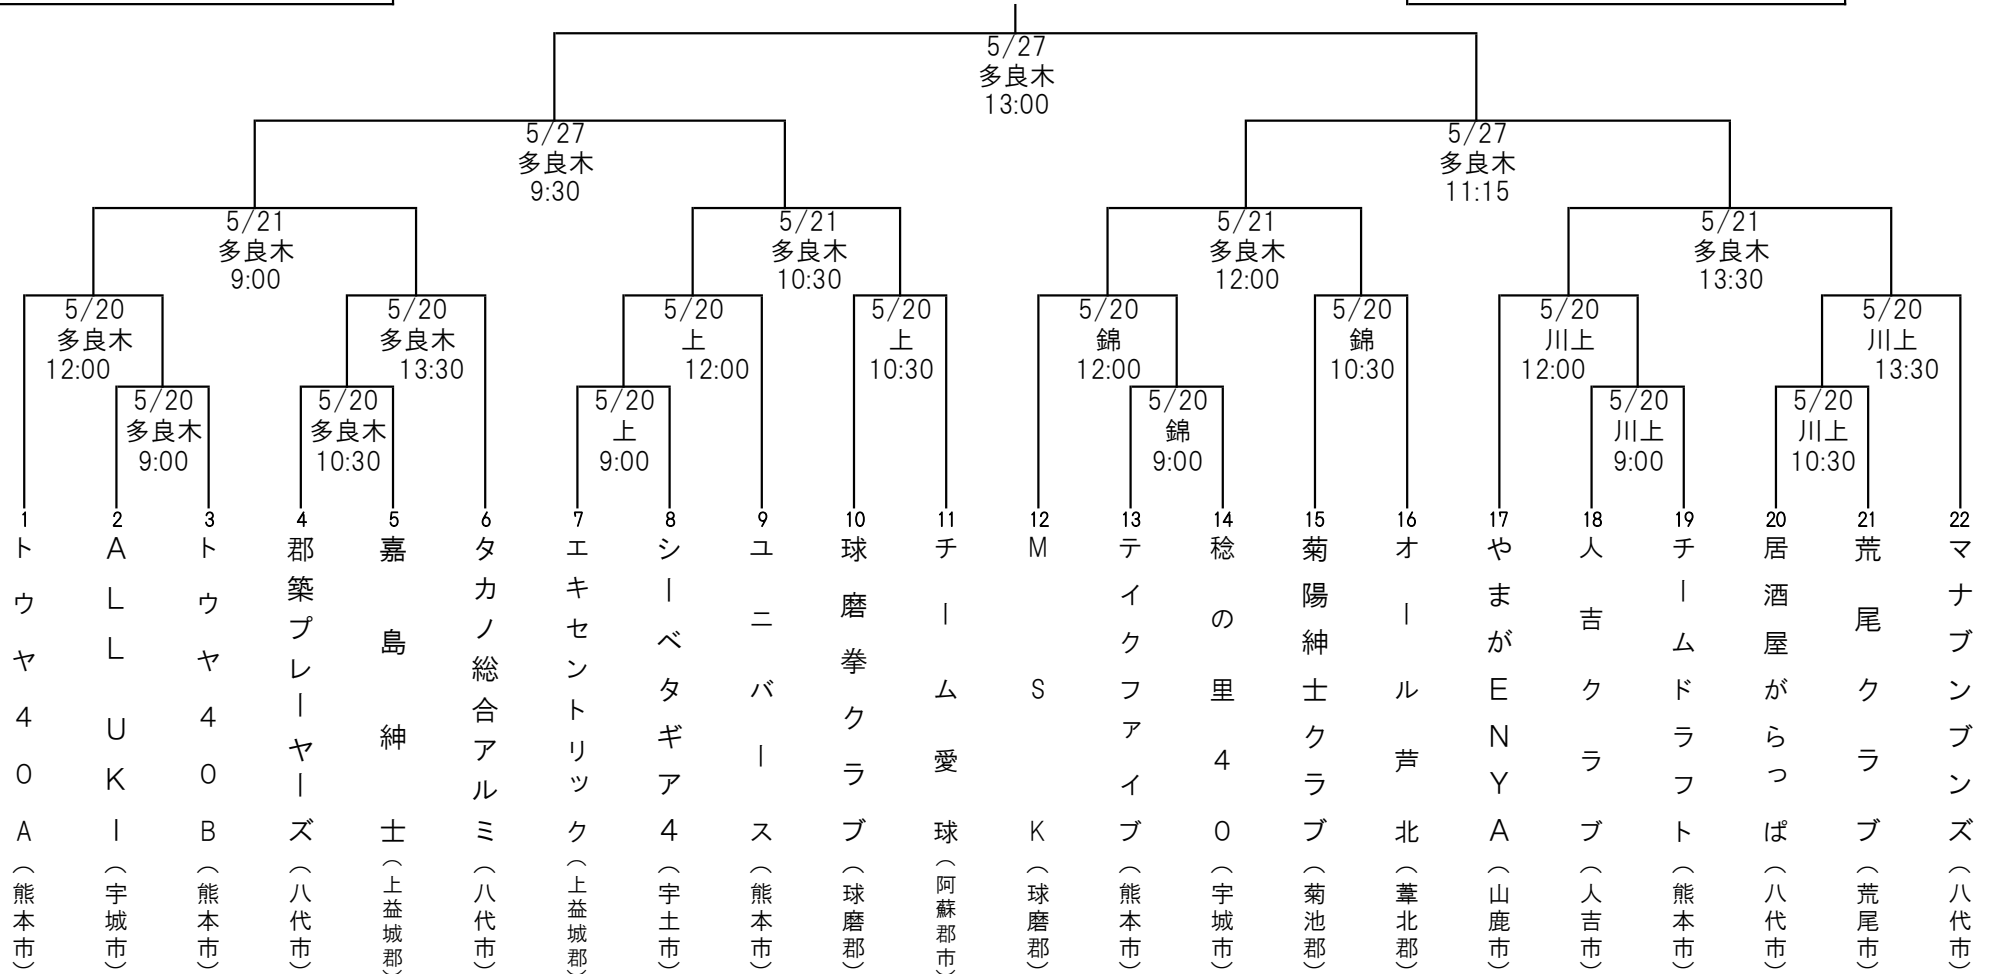 5/27
多良木
13:00
5/27
多良木
9:30
5/27
多良木
11:15
5/21
多良木
9:00
5/21
多良木
10:30
5/21
多良木
12:00
5/21
多良木
13:30
5/20
多良木
12:00
5/20
多良木
13:30
5/20
上
12:00
5/20
上
10:30
5/20
錦
12:00
5/20
錦
10:30
5/20
川上
12:00
5/20
川上
13:30
5/20
多良木
9:00
5/20
多良木
10:30
5/20
上
9:00
5/20
錦
9:00
5/20
川上
9:00
5/20
川上
10:30
1
トウヤ40A(熊本市)
2
ALL UKI(宇城市)
3
トウヤ40B(熊本市)
4
郡築プレーヤーズ(八代市)
5
嘉島紳士(上益城郡)
6
タカノ総合アルミ(八代市)
7
エキセントリック(上益城郡)
8
シーベタギア4(宇土市)
9
ユニバース(熊本市)
10
球磨拳クラブ(球磨郡)
11
チーム愛球(阿蘇郡市)
12
MSK(球磨郡)
13
テイクファイブ(熊本市)
14
稔の里40(宇城市)
15
菊陽紳士クラブ(菊池郡)
16
オール芦北(葦北郡)
17
やまがENYA(山鹿市)
18
人吉クラブ(人吉市)
19
チームドラフト(熊本市)
20
居酒屋がらっぱ(八代市)
21
荒尾クラブ(荒尾市)
22
マナブンブンズ(八代市)